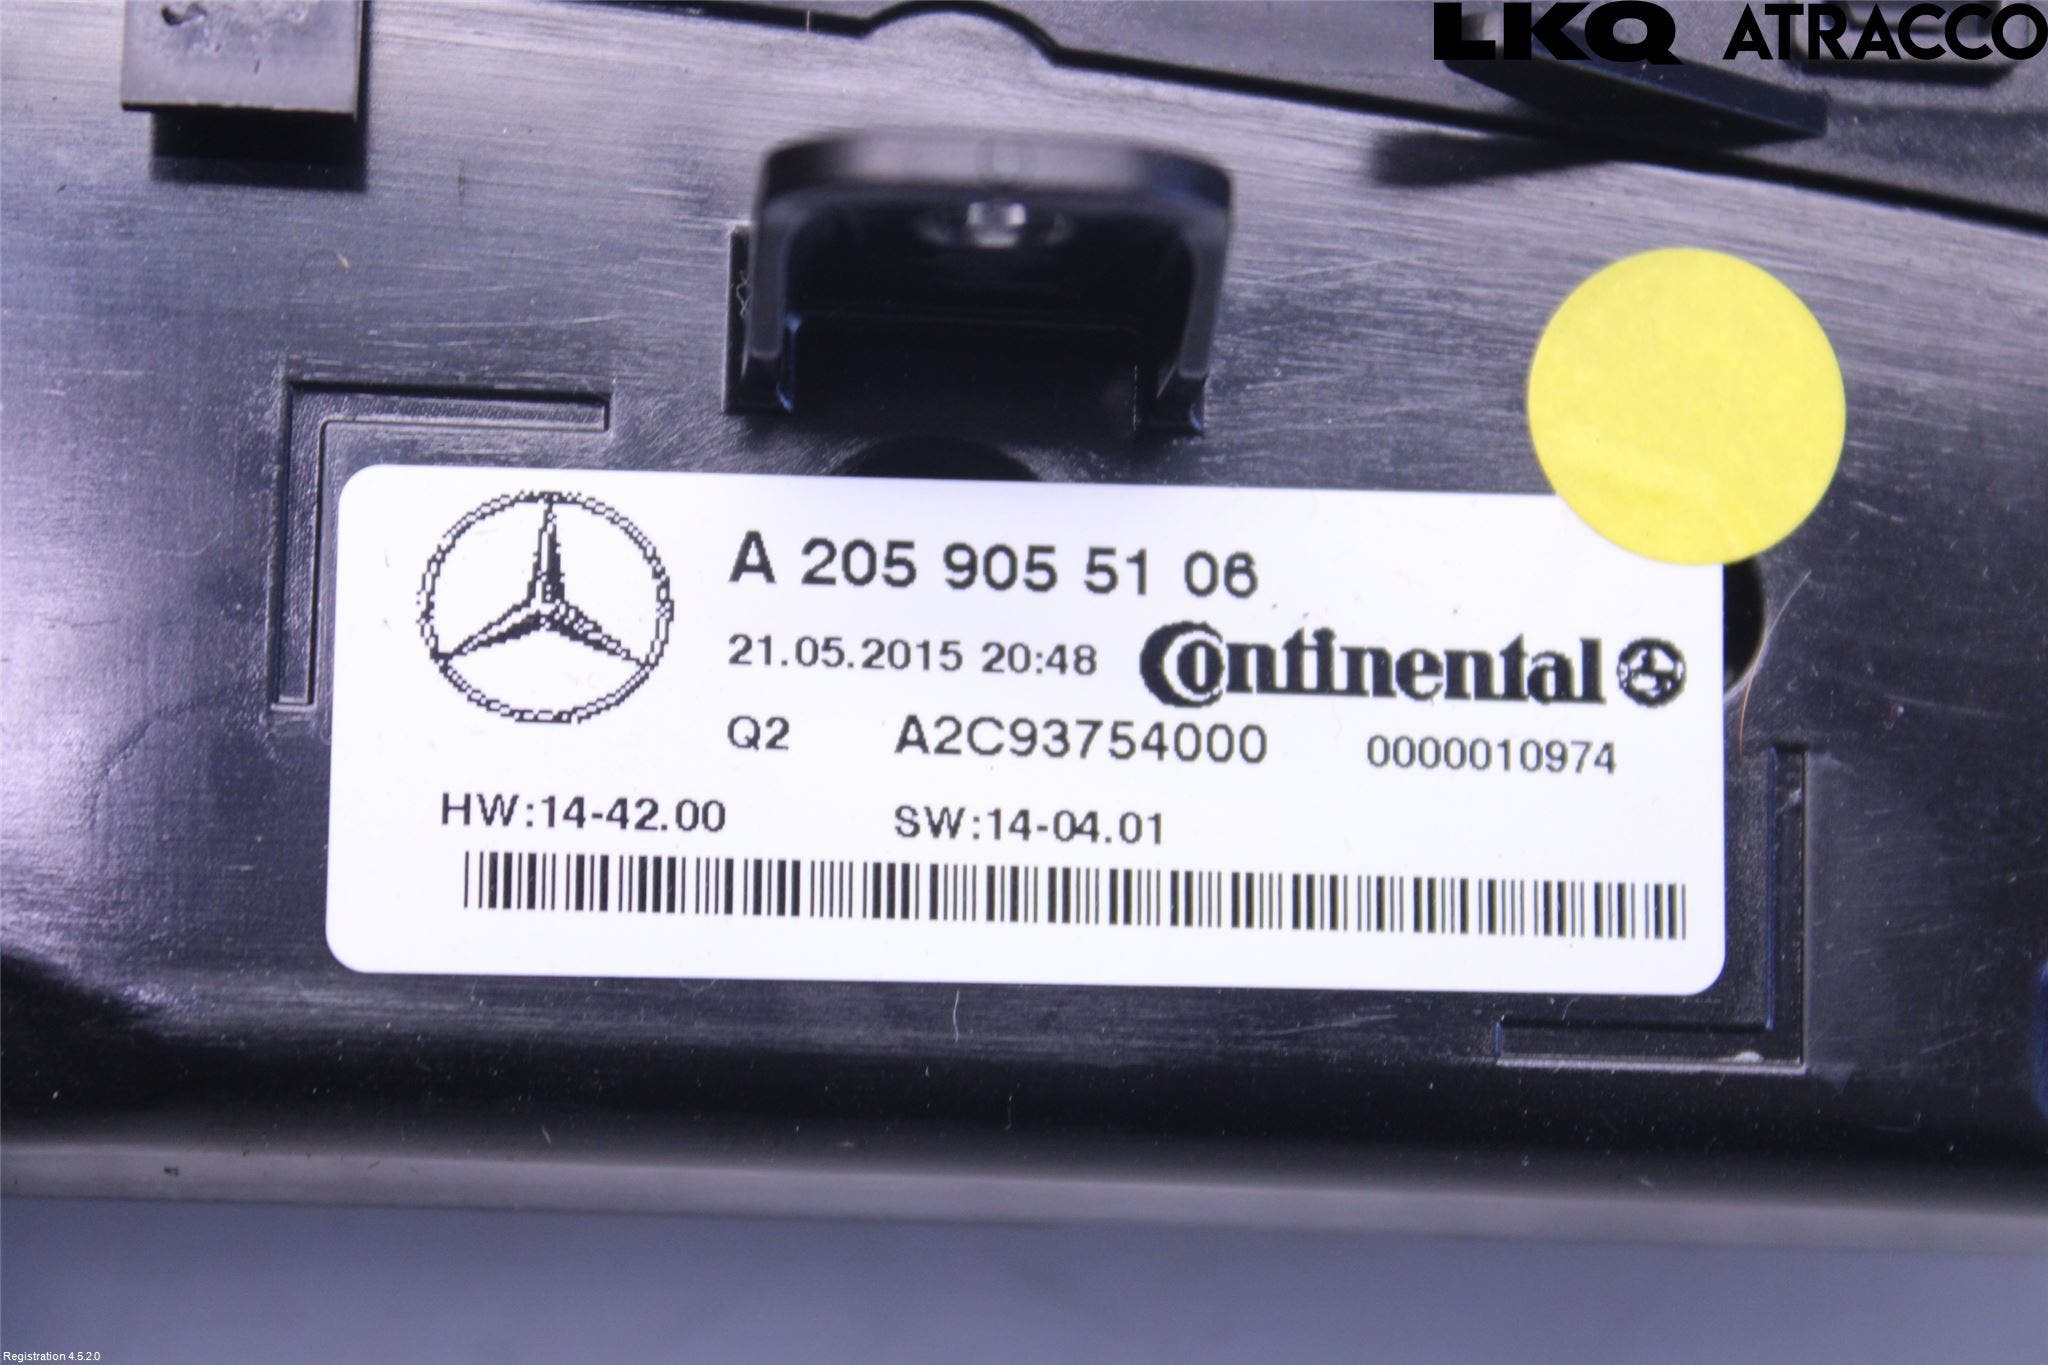 LKQ ATRACCO
A 205 905 51 06
21.05.2015 20:48 Continental
Q2 A2C93754000 0000010974
HW:14-42.00 SW:14-04.01
Registration 4.5.2.0